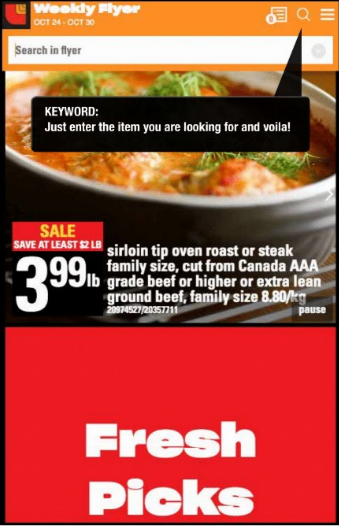 Weekly Flyer
OCT 24 - OCT 30
Search in flyer
KEYWORD:
Just enter the item you are looking for and voila!
SALE
SAVE AT LEAST $2 LB
3 99 lb
sirloin tip oven roast or steak
family size, cut from Canada AAA
grade beef or higher or extra lean
ground beef, family size 8.80/kg
20974527/20357711
pause
Fresh
Picks